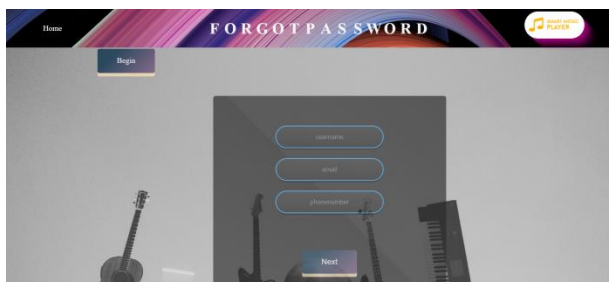 Home
FORGOTPASSWORD
SMART MUSIC
PLAYER
Begin
username
email
phonenumber
Next